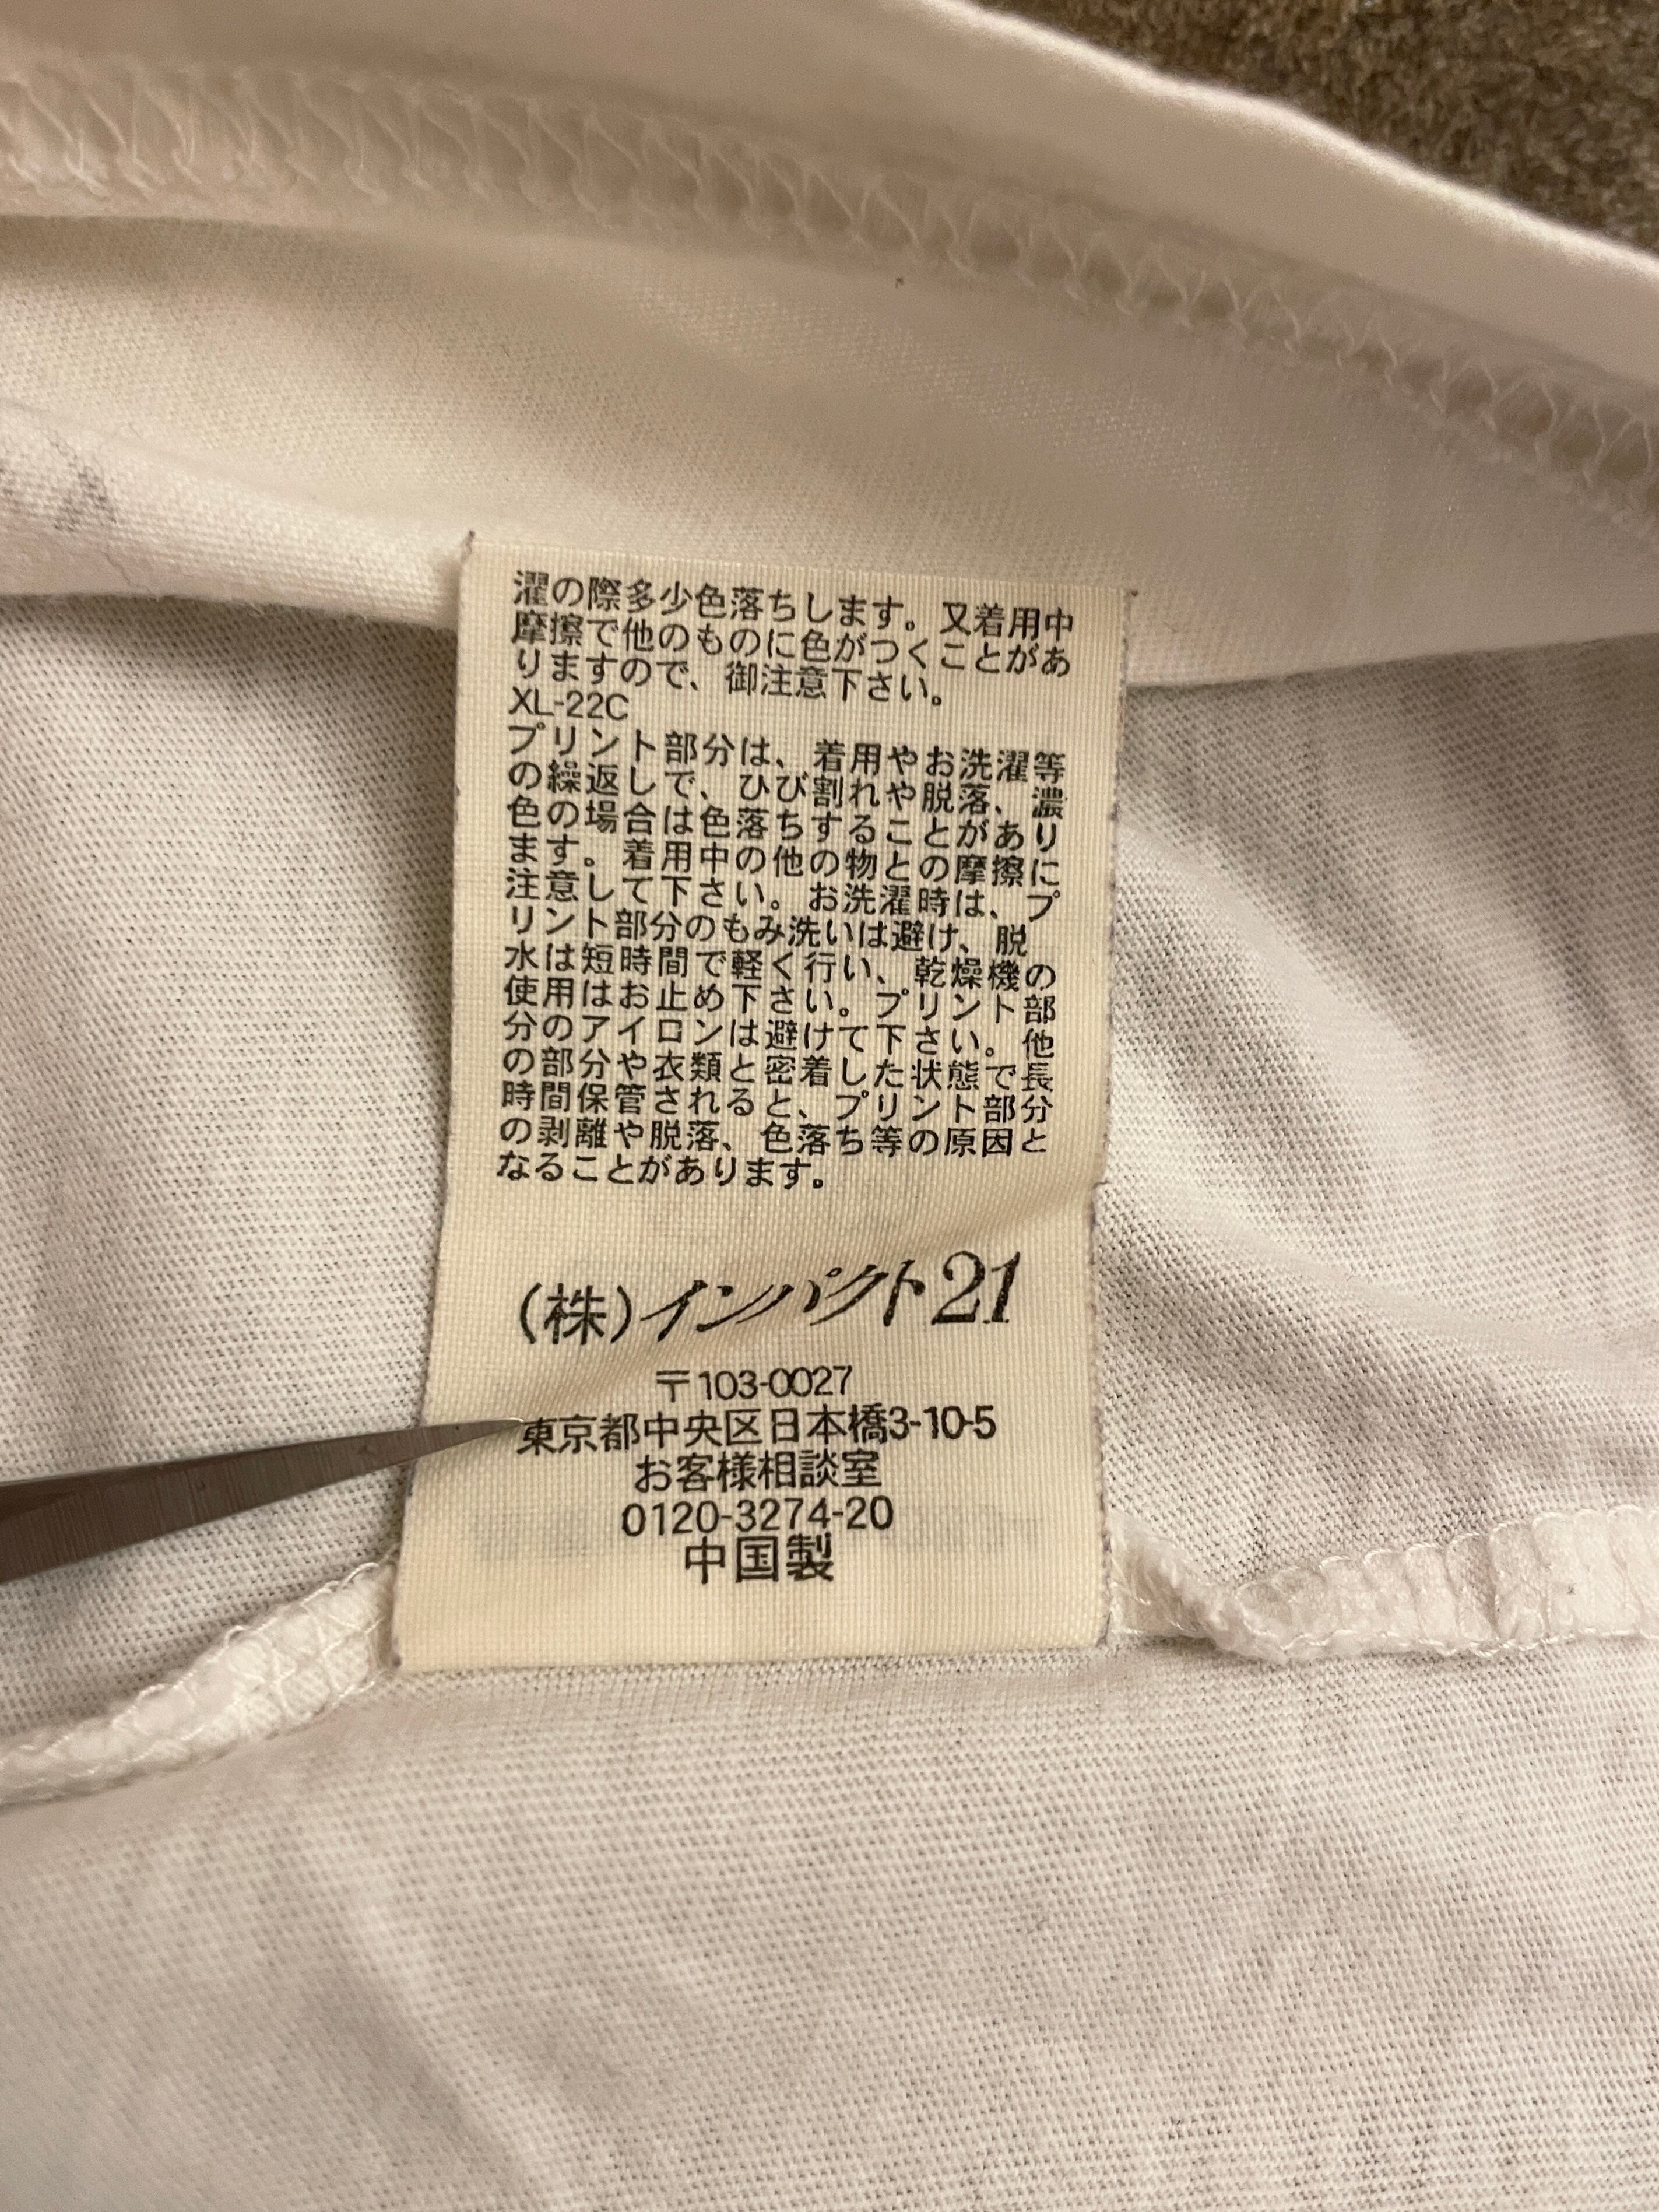 濯の際多少色落ちします。又着用中
摩擦で他のものに色がつくことがあ
りますので、御注意下さい。
XL-22C
プリント部分は、着用やお洗濯等
の繰返しで、ひび割れや脱落、濃
色の場合は色落ちすることがあり
ます。着用中の他の物との摩擦に
注意して下さい。お洗濯時は、プ
リント部分のもみ洗いは避け、脱
水は短時間で軽く行い、乾燥機の
使用はお止め下さい。プリント部
分のアイロンは避けて下さい。他
の部分や衣類と密着した状態で長
時間保管されると、プリント部分
の剥離や脱落、色落ち等の原因と
なることがあります。
(株)インパクト21
〒103-0027
東京都中央区日本橋3-10-5
お客様相談室
0120-3274-20
中国製